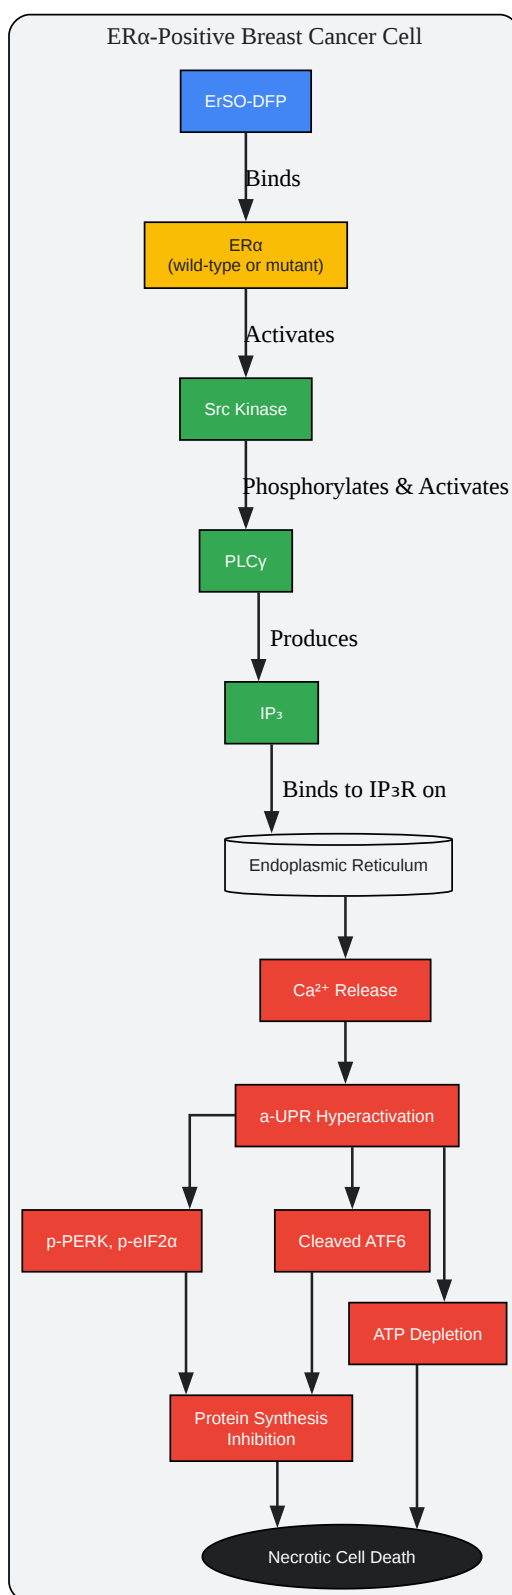 ERα-Positive Breast Cancer Cell
ErSO-DFP
Binds
ERα
(wild-type or mutant)
Activates
Src Kinase
Phosphorylates & Activates
PLCγ
Produces
IP₃
Binds to IP₃R on
Endoplasmic Reticulum
Ca²⁺ Release
a-UPR Hyperactivation
p-PERK, p-eIF2α
Cleaved ATF6
ATP Depletion
Protein Synthesis
Inhibition
Necrotic Cell Death